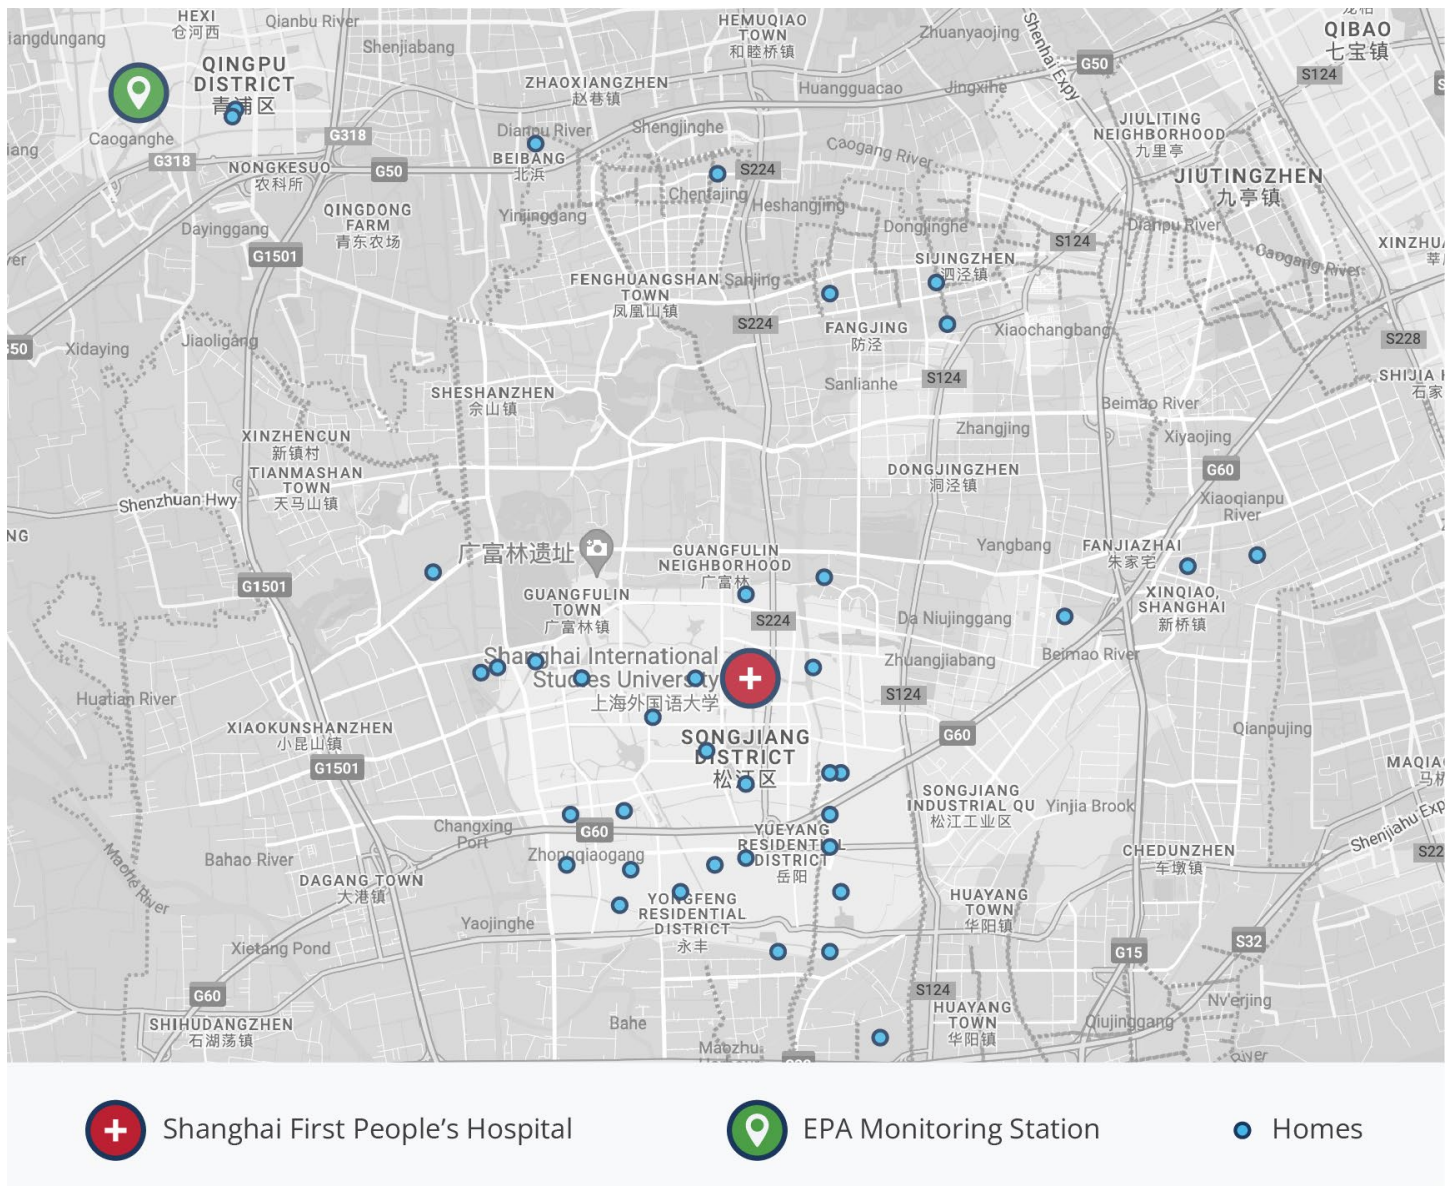 HEXI
仓河西
Qianbu River
HEMUQIAO
TOWN
和睦桥镇
Zhuanyaojing
Shenhai Expy
QIBAO
七宝镇
iangdungang
Shenjiabang
G50
S124
QINGPU
DISTRICT
青浦区
ZHAOXIANGZHEN
赵巷镇
Huangguacao
Jingxihe
Caoganghe
G318
Dianpu River
Shengjinghe
JIULITING
NEIGHBORHOOD
九里亭
iang
G318
NONGKESUO
农科所
G50
BEIBANG
北浜
S224
Caogang River
Chentajing
Heshangjing
JIUTINGZHEN
九亭镇
QINGDONG
FARM
青东农场
Yinjinggang
Dayinggang
Dongjinghe
Dianpu River
S124
G1501
SIJINGZHEN
泗泾镇
Caogang River
FENGHUANGSHAN
TOWN
凤凰山镇
Sanjing
S224
FANGJING
防泾
Xiaochangbang
S228
Xidaying
Jiaoligang
Sanlianhe
S124
SHESHANZHEN
佘山镇
Beimao River
XINZHENCUN
新镇村
Zhangjing
Xiyaojing
TIANMASHAN
TOWN
天马山镇
DONGJINGZHEN
洞泾镇
G60
Shenzhuan Hwy
Xiaoqianpu
River
NG
广富林遗址
GUANGFULIN
NEIGHBORHOOD
广富林
Yangbang
FANJIAZHAI
朱家宅
G1501
GUANGFULIN
TOWN
广富林镇
S224
Da Niujinggang
XINQIAO,
SHANGHAI
新桥镇
Shanghai International
Studies University
上海外国语大学
Zhuangjiabang
Beimao River
Huatian River
S124
XIAOKUNSHANZHEN
小昆山镇
SONGJIANG
DISTRICT
松江区
G60
Qianpujing
G1501
SONGJIANG
INDUSTRIAL QU
松江工业区
Yinjia Brook
Shenjiahu Exp
Changxing
Port
G60
YUEYANG
RESIDENTIAL
DISTRICT
岳阳
Bahao River
Zhongqiaogang
CHEDUNZHEN
车墩镇
S22
Maohe River
DAGANG TOWN
大港镇
YONGFENG
RESIDENTIAL
DISTRICT
永丰
HUAYANG
TOWN
华阳镇
Yaojinghe
Xietang Pond
G15
S32
G60
S124
Nv'erjing
SHIHUDANGZHEN
石湖荡镇
Bahe
HUAYANG
TOWN
华阳镇
Qiujinggang
Maozhu
River
Shanghai First People’s Hospital
EPA Monitoring Station
Homes